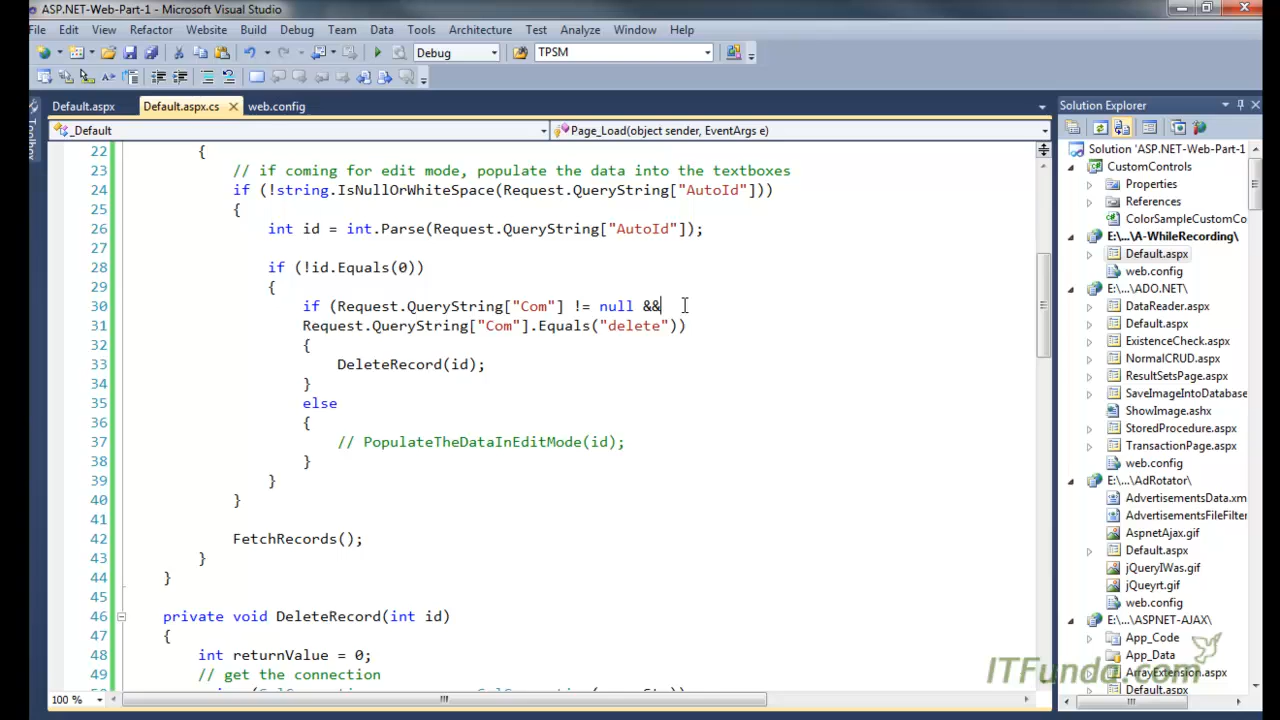 ASP.NET-Web-Part-1 - Microsoft Visual Studio
File Edit View Refactor Website Build Debug Team Data Tools Architecture Test Analyze Window Help
Debug TPSM
Default.aspx Default.aspx.cs web.config
Solution Explorer
Toolbox
_Default Page_Load(object sender, EventArgs e)
22 {
23 // if coming for edit mode, populate the data into the textboxes
24 if (!string.IsNullOrWhiteSpace(Request.QueryString["AutoId"]))
25 {
26 int id = int.Parse(Request.QueryString["AutoId"]);
27
28 if (!id.Equals(0))
29 {
30 if (Request.QueryString["Com"] != null &&
31 Request.QueryString["Com"].Equals("delete"))
32 {
33 DeleteRecord(id);
34 }
35 else
36 {
37 // PopulateTheDataInEditMode(id);
38 }
39 }
40 }
41
42 FetchRecords();
43 }
44 }
45
46 private void DeleteRecord(int id)
47 {
48 int returnValue = 0;
49 // get the connection
100 %
Solution 'ASP.NET-Web-Part-1
CustomControls
Properties
References
ColorSampleCustomCo
E:\...\A-WhileRecording\
Default.aspx
web.config
E:\...\ADO.NET\
DataReader.aspx
Default.aspx
ExistenceCheck.aspx
NormalCRUD.aspx
ResultSetsPage.aspx
SaveImageIntoDatabase
ShowImage.ashx
StoredProcedure.aspx
TransactionPage.aspx
web.config
E:\...\AdRotator\
AdvertisementsData.xm
AdvertisementsFileFilter
AspnetAjax.gif
Default.aspx
jQueryIWas.gif
jQueyrt.gif
web.config
E:\...\ASPNET-AJAX\
App_Code
App_Data
ArrayExtension.aspx
Default.aspx
ITFunda.com